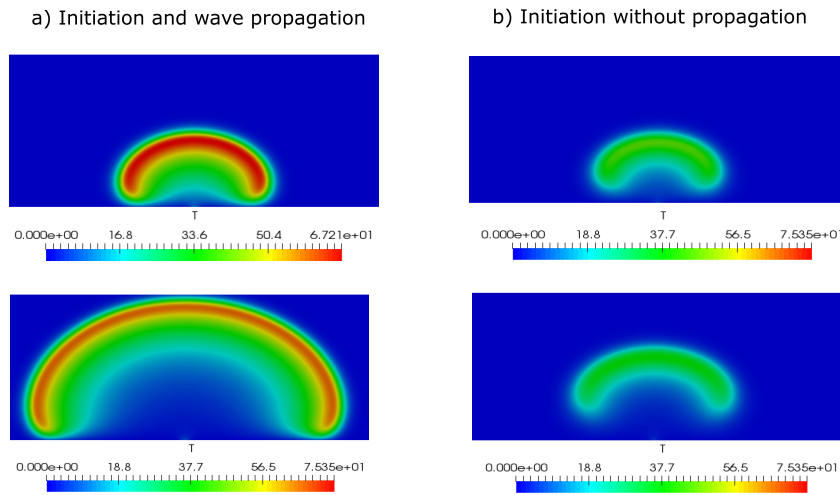 a) Initiation and wave propagation
b) Initiation without propagation
T
0.000e+00 16.8 33.6 50.4 6.721e+01
T
0.000e+00 18.8 37.7 56.5 7.535e+01
T
0.000e+00 18.8 37.7 56.5 7.535e+01
T
0.000e+00 18.8 37.7 56.5 7.535e+01